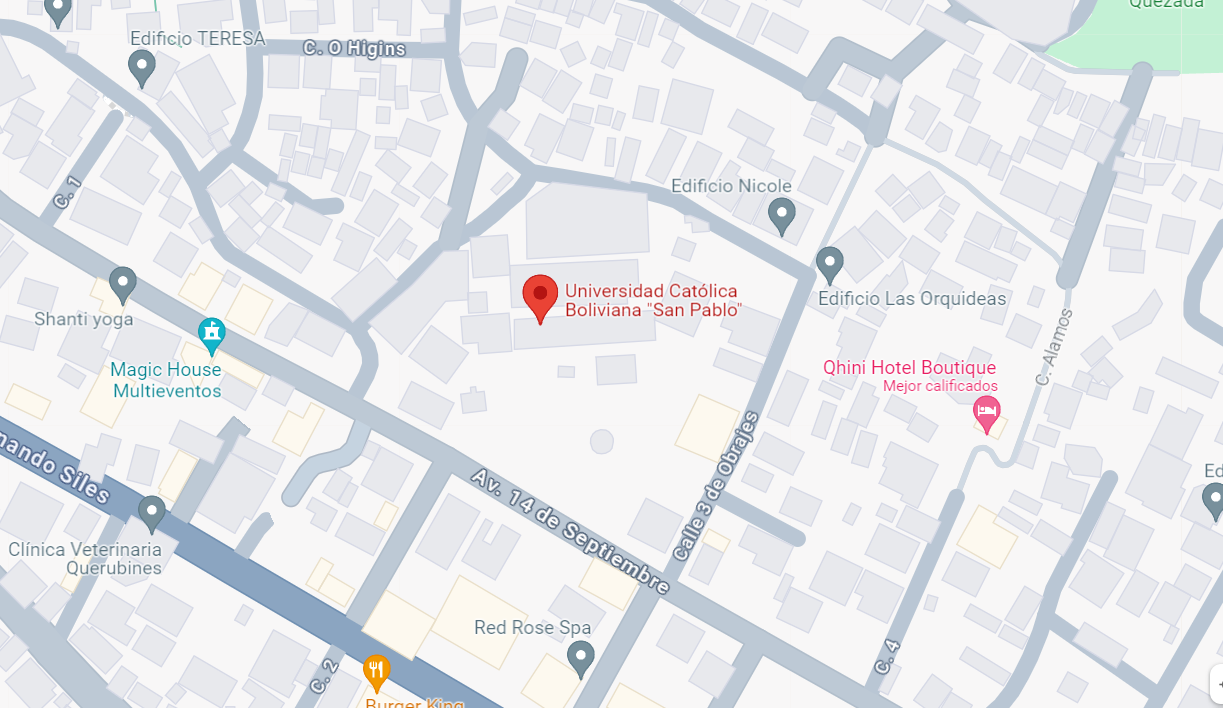 Quezada
Edificio TERESA
C. O Higins
C. 1
Edificio Nicole
Universidad Católica
Boliviana "San Pablo"
Edificio Las Orquideas
Shanti yoga
Magic House
Multieventos
C. Alamos
Qhini Hotel Boutique
Mejor calificados
nando Siles
Av. 14 de Septiembre
Calle 3 de Obrajes
Ed
Clínica Veterinaria
Querubines
Red Rose Spa
C. 2
C. 4
Burger King